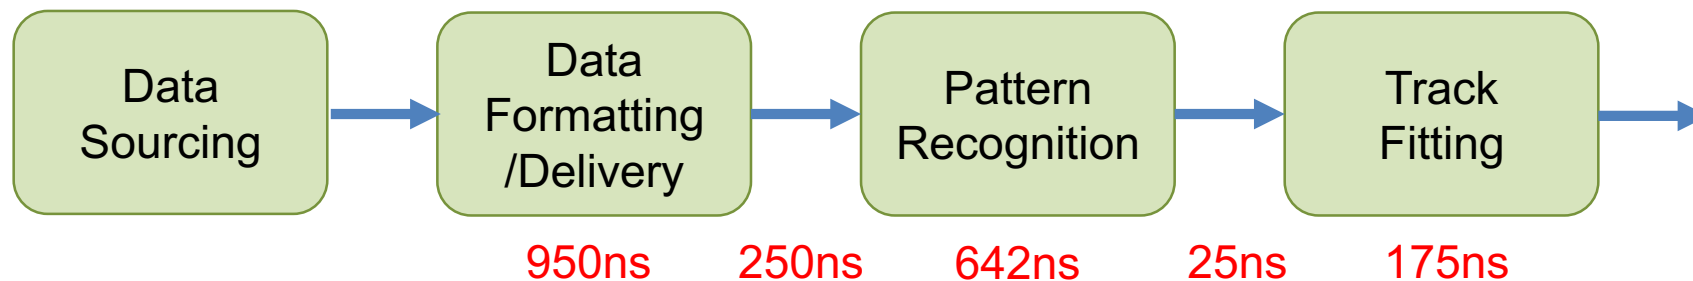 Data
Sourcing
Data
Formatting
/Delivery
Pattern
Recognition
Track
Fitting
950ns 250ns 642ns 25ns 175ns